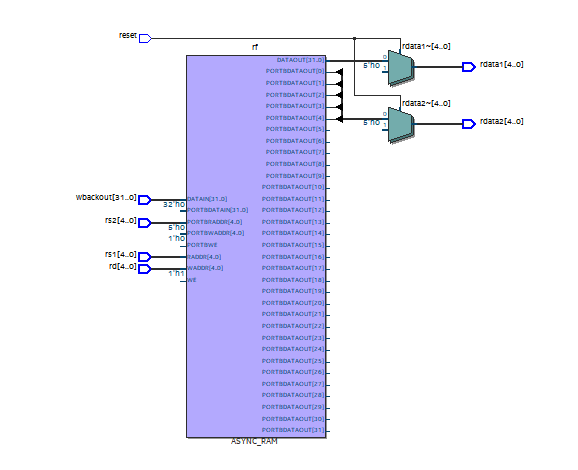 reset
rf
rdata1~[4..0]
DATAOUT[31..0]
0
rdata1[4..0]
5'h0
1
PORTBDATAOUT[0]
PORTBDATAOUT[1]
PORTBDATAOUT[2]
rdata2~[4..0]
PORTBDATAOUT[3]
PORTBDATAOUT[4]
0
rdata2[4..0]
5'h0
1
PORTBDATAOUT[5]
PORTBDATAOUT[6]
PORTBDATAOUT[7]
PORTBDATAOUT[8]
PORTBDATAOUT[9]
PORTBDATAOUT[10]
wbackout[31..0]
DATAIN[31..0]
PORTBDATAOUT[11]
32'h0
PORTBDATAIN[31..0]
PORTBDATAOUT[12]
rs2[4..0]
PORTBRADDR[4..0]
PORTBDATAOUT[13]
5'h0
PORTBWADDR[4..0]
PORTBDATAOUT[14]
1'h0
PORTBWE
PORTBDATAOUT[15]
rs1[4..0]
RADDR[4..0]
PORTBDATAOUT[16]
rd[4..0]
WADDR[4..0]
PORTBDATAOUT[17]
1'h1
WE
PORTBDATAOUT[18]
PORTBDATAOUT[19]
PORTBDATAOUT[20]
PORTBDATAOUT[21]
PORTBDATAOUT[22]
PORTBDATAOUT[23]
PORTBDATAOUT[24]
PORTBDATAOUT[25]
PORTBDATAOUT[26]
PORTBDATAOUT[27]
PORTBDATAOUT[28]
PORTBDATAOUT[29]
PORTBDATAOUT[30]
PORTBDATAOUT[31]
ASYNC_RAM